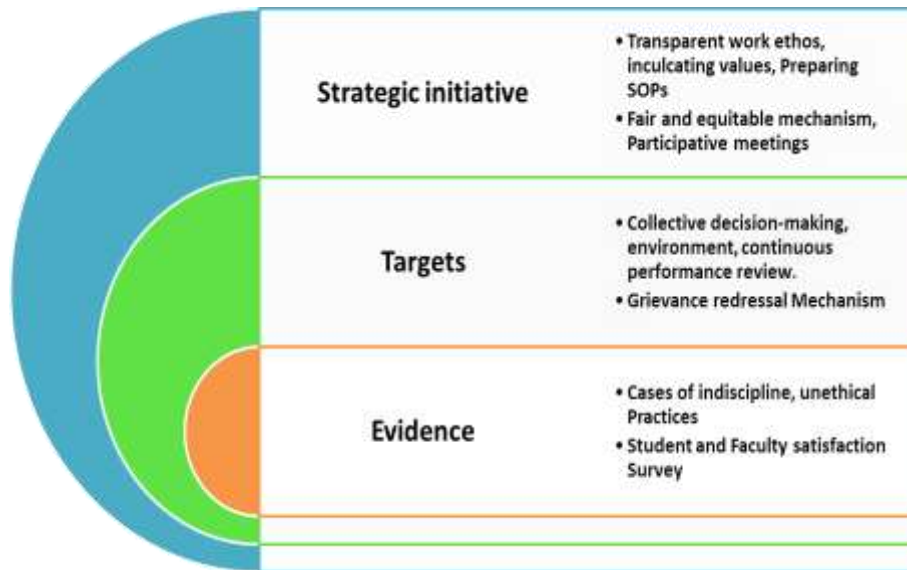 Strategic initiative
• Transparent work ethos,
inculcating values, Preparing
SOPs
• Fair and equitable mechanism,
Participative meetings
Targets
• Collective decision-making,
environment, continuous
performance review.
• Grievance redressal Mechanism
Evidence
• Cases of indiscipline, unethical
Practices
• Student and Faculty satisfaction
Survey